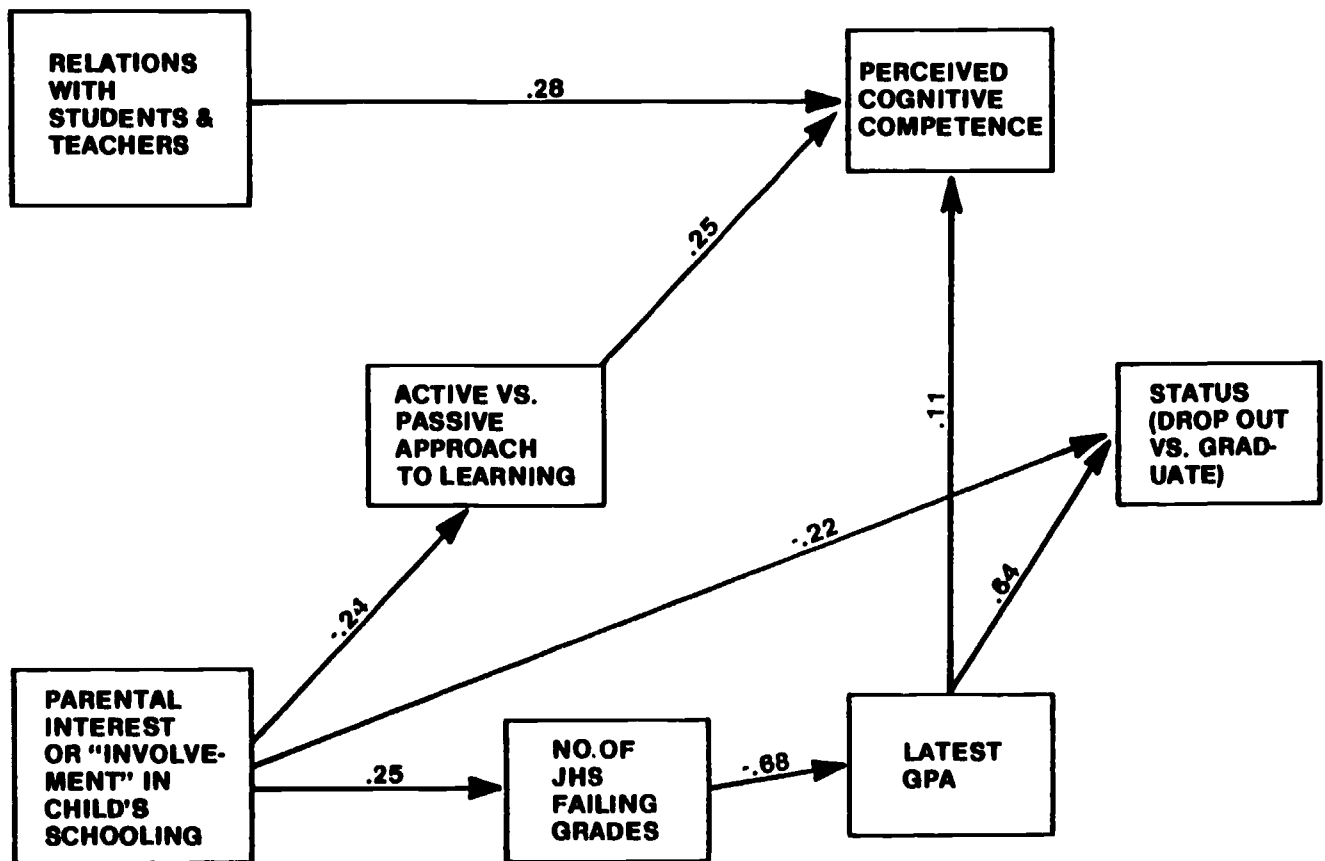 RELATIONS
WITH
STUDENTS &
TEACHERS
.28
PERCEIVED
COGNITIVE
COMPETENCE
.25
ACTIVE VS.
PASSIVE
APPROACH
TO LEARNING
.11
STATUS
(DROP OUT
VS. GRAD-
UATE)
-.24
-.22
.64
PARENTAL
INTEREST
OR "INVOLVE-
MENT" IN
CHILD'S
SCHOOLING
.25
NO. OF
JHS
FAILING
GRADES
-.68
LATEST
GPA